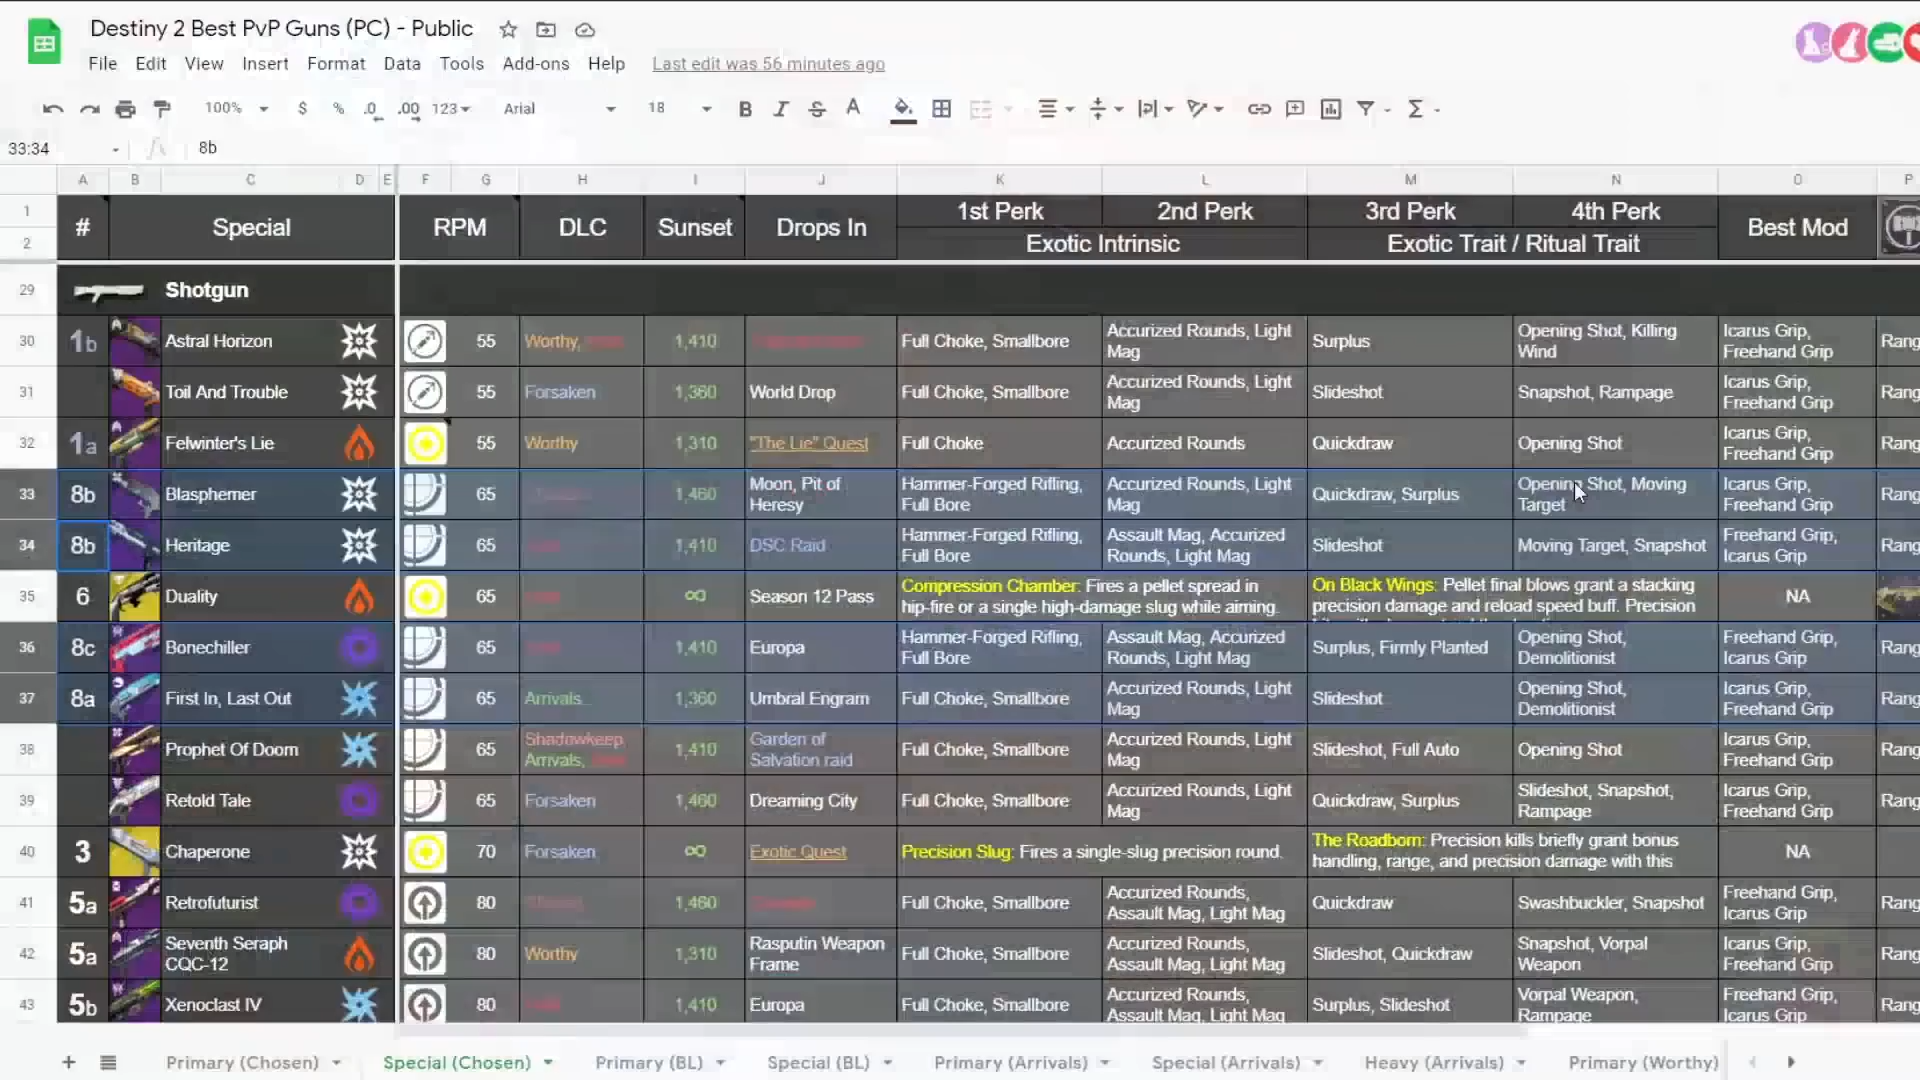 Destiny 2 Best PvP Guns (PC) - Public
File Edit View Insert Format Data Tools Add-ons Help Last edit was 56 minutes ago
100% $ % .0 .00 123 Arial 18 B I S A
33:34 fx 8b
A B C D E F G H I J K L M N O P
1 # Special RPM DLC Sunset Drops In 1st Perk 2nd Perk 3rd Perk 4th Perk Best Mod
2 Exotic Intrinsic Exotic Trait / Ritual Trait
29 Shotgun
30 1b Astral Horizon 55 Worthy, 1,410 Full Choke, Smallbore Accurized Rounds, Light Mag Surplus Opening Shot, Killing Wind Icarus Grip, Freehand Grip Rang
31 Toil And Trouble 55 Forsaken 1,360 World Drop Full Choke, Smallbore Accurized Rounds, Light Mag Slideshot Snapshot, Rampage Icarus Grip, Freehand Grip Rang
32 1a Felwinter's Lie 55 Worthy 1,310 "The Lie" Quest Full Choke Accurized Rounds Quickdraw Opening Shot Icarus Grip, Freehand Grip Rang
33 8b Blasphemer 65 1,460 Moon, Pit of Heresy Hammer-Forged Rifling, Full Bore Accurized Rounds, Light Mag Quickdraw, Surplus Opening Shot, Moving Target Icarus Grip, Freehand Grip Rang
34 8b Heritage 65 1,410 DSC Raid Hammer-Forged Rifling, Full Bore Assault Mag, Accurized Rounds, Light Mag Slideshot Moving Target, Snapshot Freehand Grip, Icarus Grip Rang
35 6 Duality 65 ∞ Season 12 Pass Compression Chamber: Fires a pellet spread in hip-fire or a single high-damage slug while aiming. On Black Wings: Pellet final blows grant a stacking precision damage and reload speed buff. Precision NA
36 8c Bonechiller 65 1,410 Europa Hammer-Forged Rifling, Full Bore Assault Mag, Accurized Rounds, Light Mag Surplus, Firmly Planted Opening Shot, Demolitionist Freehand Grip, Icarus Grip Rang
37 8a First In, Last Out 65 Arrivals 1,360 Umbral Engram Full Choke, Smallbore Accurized Rounds, Light Mag Slideshot Opening Shot, Demolitionist Icarus Grip, Freehand Grip Rang
38 Prophet Of Doom 65 Shadowkeep, Arrivals, 1,410 Garden of Salvation raid Full Choke, Smallbore Accurized Rounds, Light Mag Slideshot, Full Auto Opening Shot Icarus Grip, Freehand Grip Rang
39 Retold Tale 65 Forsaken 1,460 Dreaming City Full Choke, Smallbore Accurized Rounds, Light Mag Quickdraw, Surplus Slideshot, Snapshot, Rampage Icarus Grip, Freehand Grip Rang
40 3 Chaperone 70 Forsaken ∞ Exotic Quest Precision Slug: Fires a single-slug precision round. The Roadborn: Precision kills briefly grant bonus handling, range, and precision damage with this NA
41 5a Retrofuturist 80 1,460 Full Choke, Smallbore Accurized Rounds, Assault Mag, Light Mag Quickdraw Swashbuckler, Snapshot Freehand Grip, Icarus Grip Rang
42 5a Seventh Seraph CQC-12 80 Worthy 1,310 Rasputin Weapon Frame Full Choke, Smallbore Accurized Rounds, Assault Mag, Light Mag Slideshot, Quickdraw Snapshot, Vorpal Weapon Icarus Grip, Freehand Grip Rang
43 5b Xenoclast IV 80 1,410 Europa Full Choke, Smallbore Accurized Rounds, Assault Mag, Light Mag Surplus, Slideshot Vorpal Weapon, Rampage Freehand Grip, Icarus Grip Rang
Primary (Chosen) Special (Chosen) Primary (BL) Special (BL) Primary (Arrivals) Special (Arrivals) Heavy (Arrivals) Primary (Worthy)